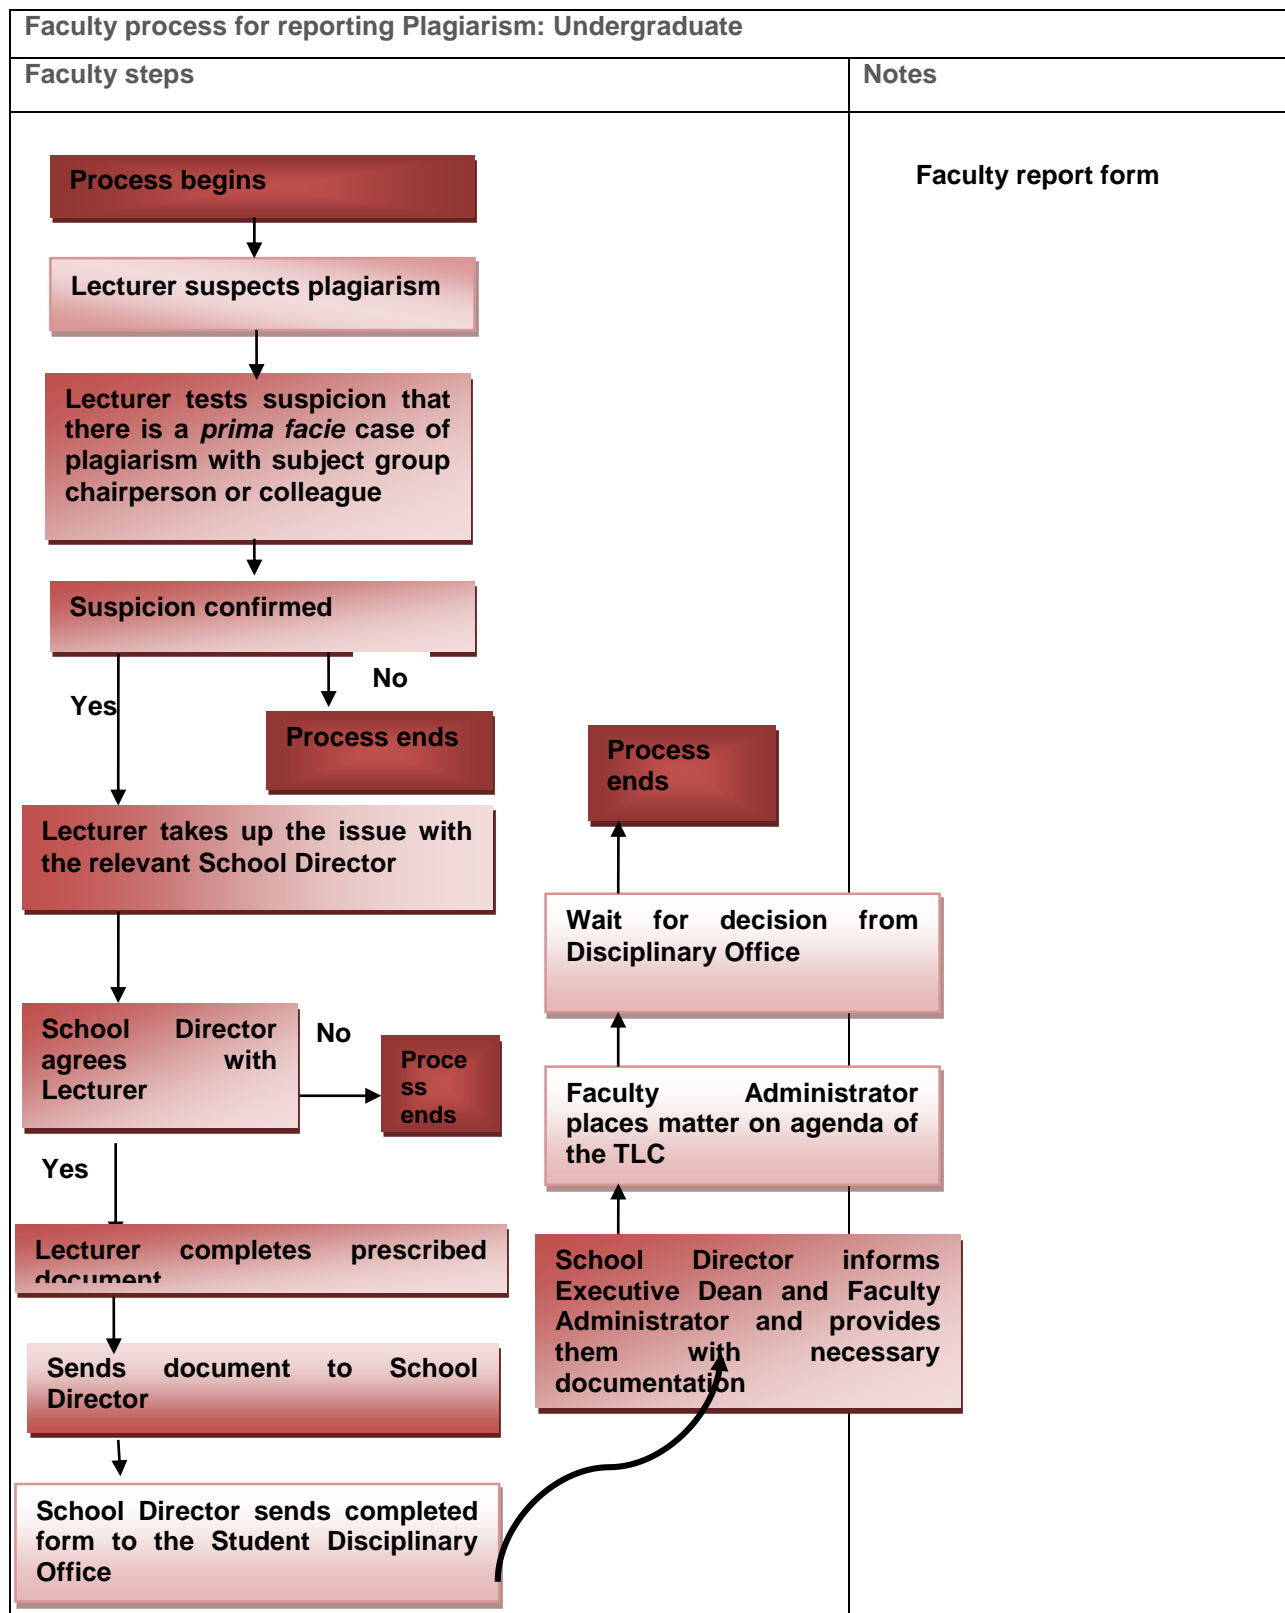 Faculty process for reporting Plagiarism: Undergraduate
Faculty steps
Notes
Process begins
Faculty report form
Lecturer suspects plagiarism
Lecturer tests suspicion that
there is a prima facie case of
plagiarism with subject group
chairperson or colleague
Suspicion confirmed
No
Yes
Process ends
Lecturer takes up the issue with
the relevant School Director
School Director
agrees with
Lecturer
No
Proce
ss
ends
Yes
Lecturer completes prescribed
document
Sends document to School
Director
School Director sends completed
form to the Student Disciplinary
Office
School Director informs
Executive Dean and Faculty
Administrator and provides
them with necessary
documentation
Faculty Administrator
places matter on agenda of
the TLC
Wait for decision from
Disciplinary Office
Process
ends